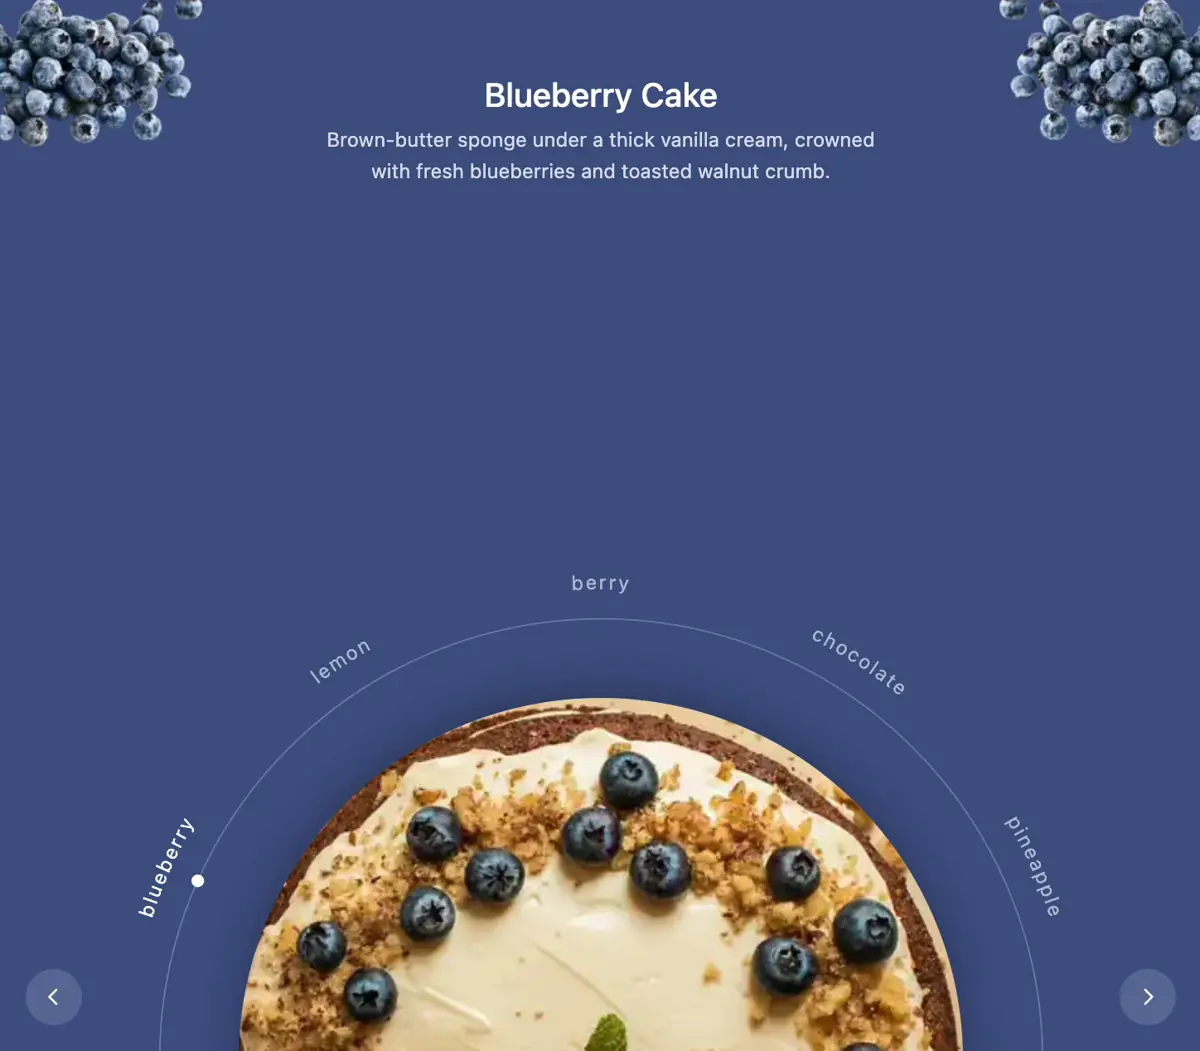 Blueberry Cake
Brown-butter sponge under a thick vanilla cream, crowned
with fresh blueberries and toasted walnut crumb.
blueberry
lemon
berry
chocolate
pineapple